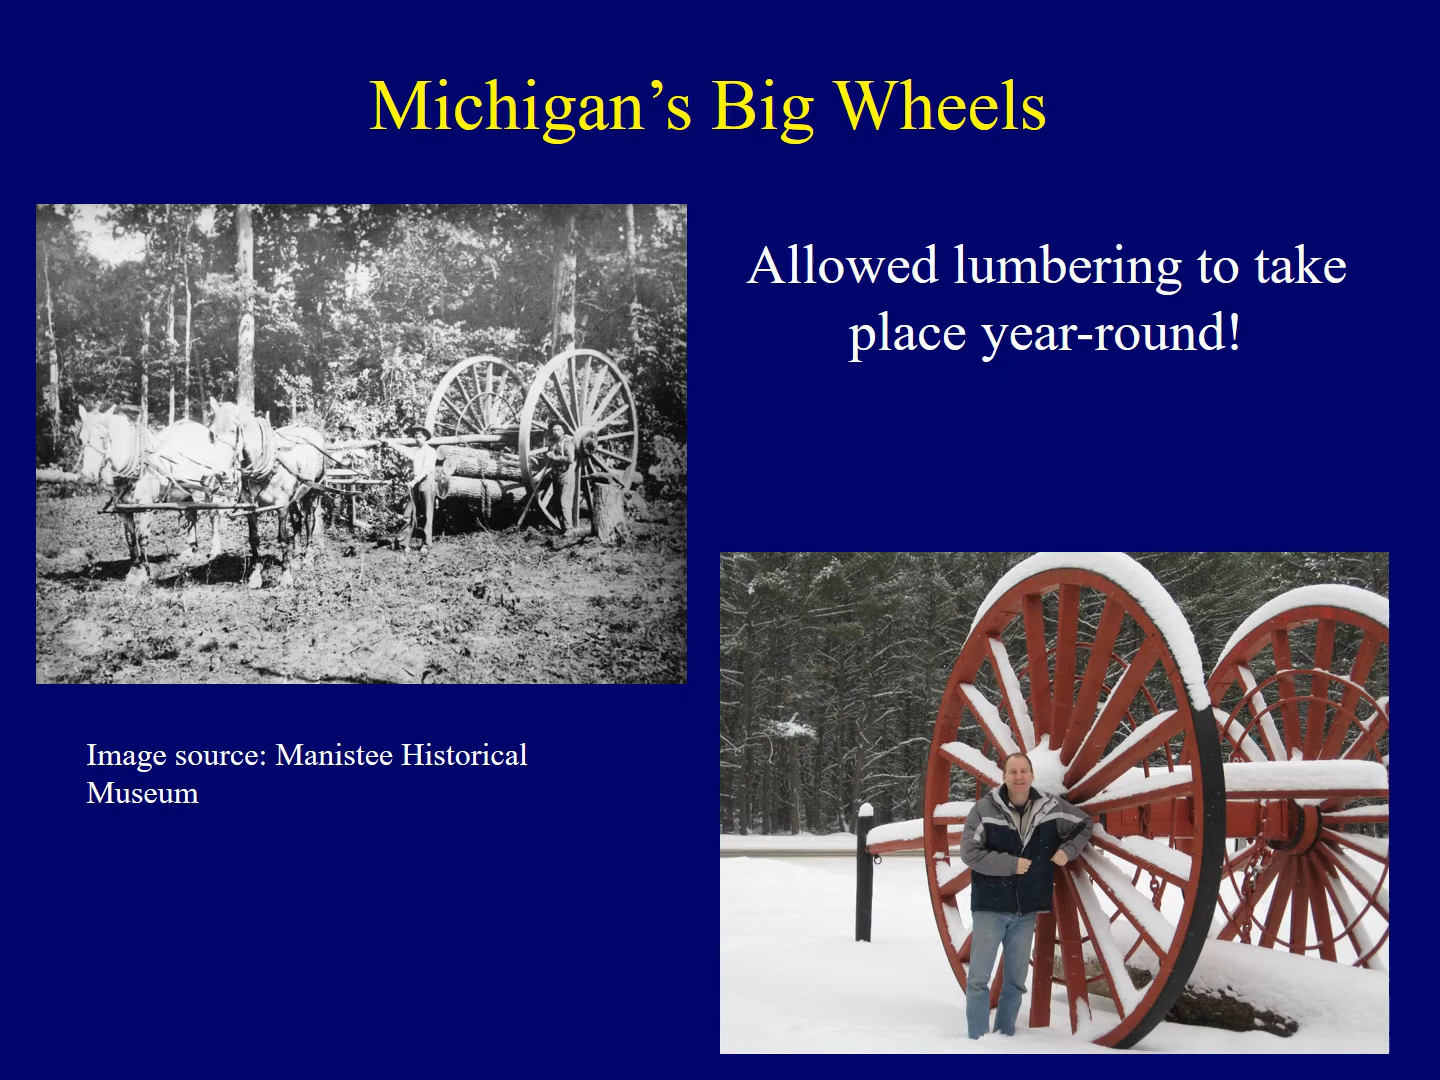 Michigan’s Big Wheels
Allowed lumbering to take
place year-round!
Image source: Manistee Historical
Museum